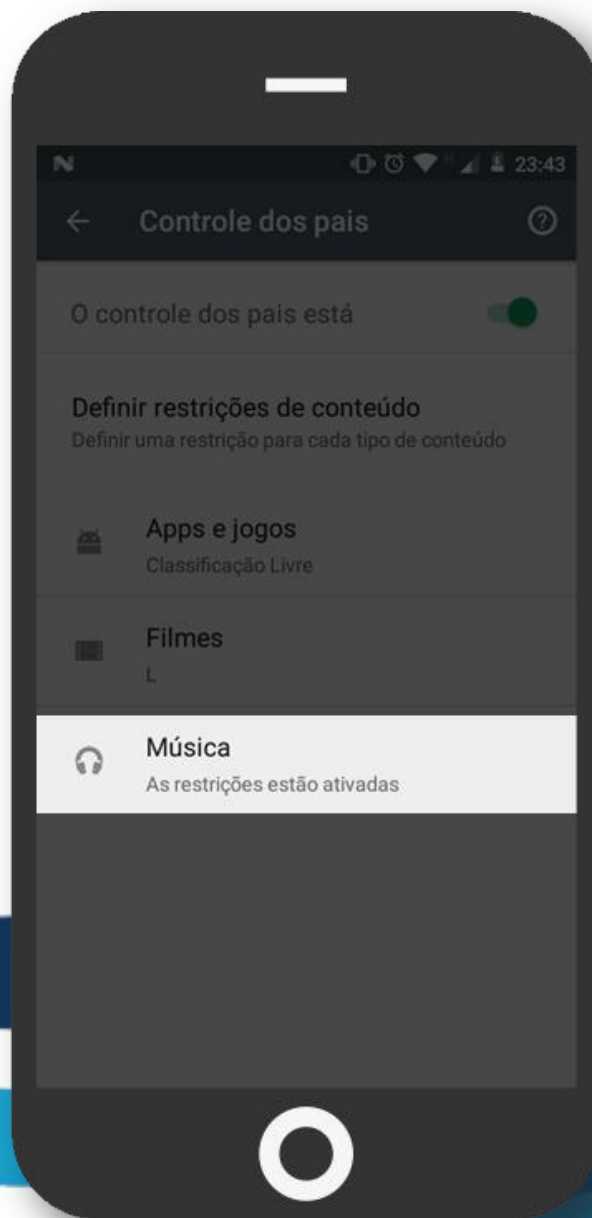 23:43
Controle dos pais
O controle dos pais está
Definir restrições de conteúdo
Definir uma restrição para cada tipo de conteúdo
Apps e jogos
Classificação Livre
Filmes
L
Música
As restrições estão ativadas